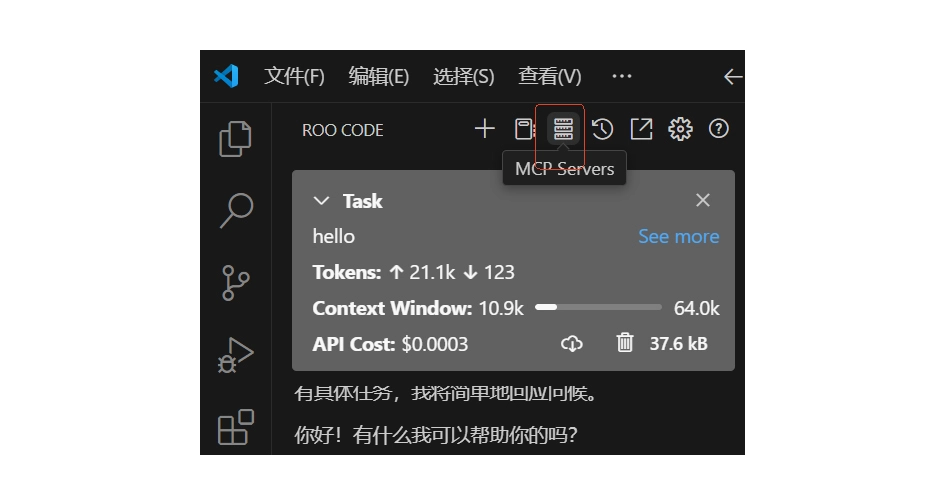 文件(F) 编辑(E) 选择(S) 查看(V) ···
ROO CODE
MCP Servers
Task
hello See more
Tokens: ↑ 21.1k ↓ 123
Context Window: 10.9k 64.0k
API Cost: $0.0003 37.6 kB
有具体任务，我将简单地回应问候。
你好！有什么我可以帮助你的吗？